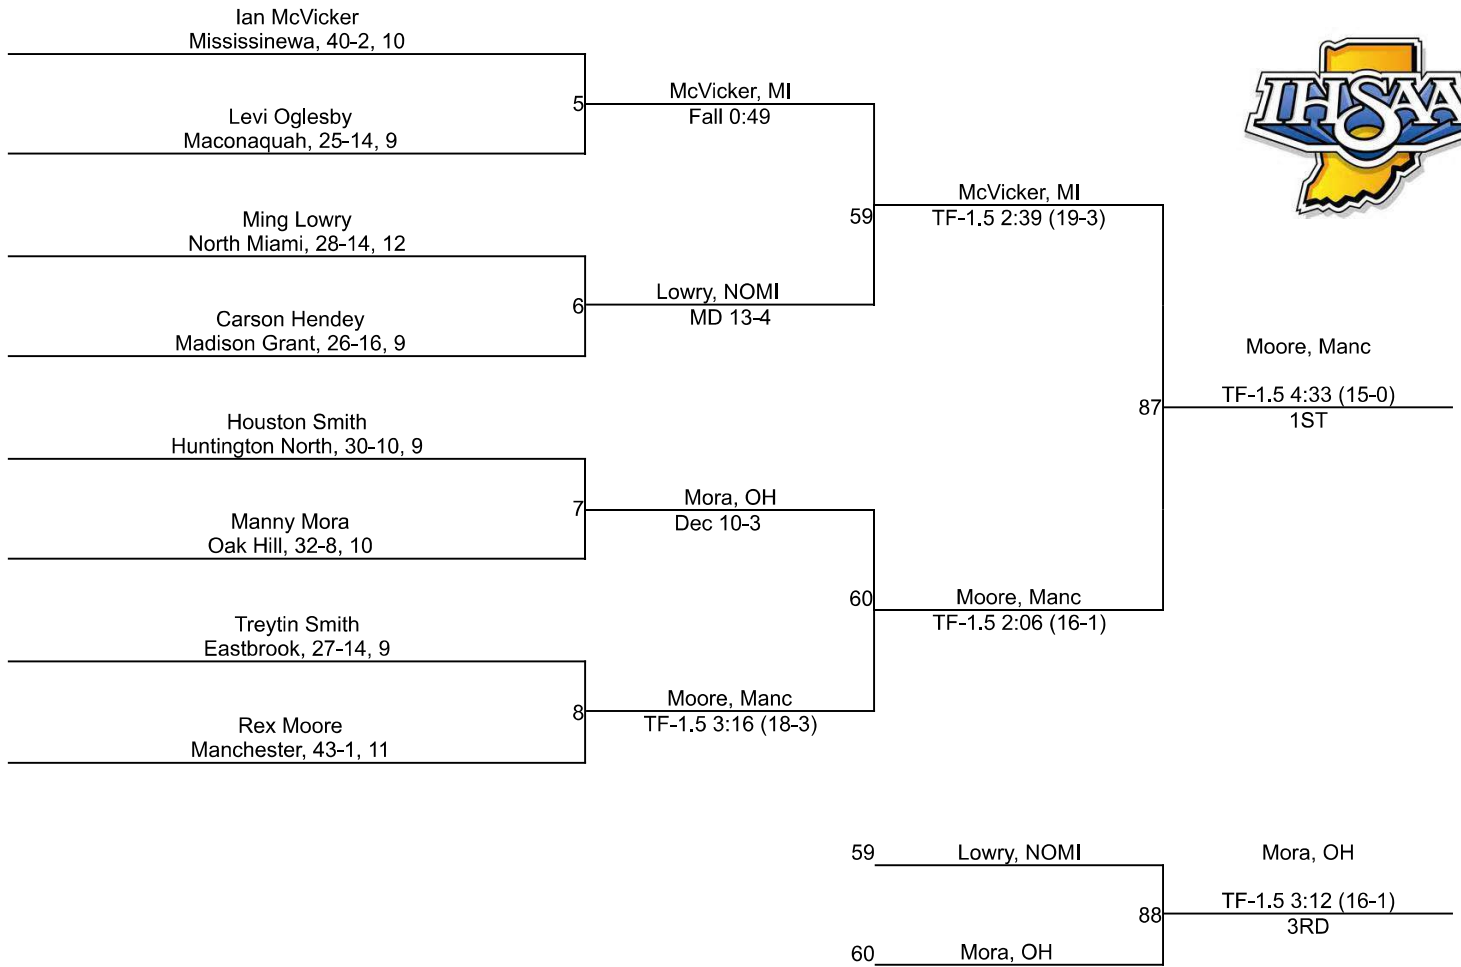 Ian McVicker
Mississinewa, 40-2, 10
Levi Oglesby
Maconaquah, 25-14, 9
Ming Lowry
North Miami, 28-14, 12
Carson Hendey
Madison Grant, 26-16, 9
Houston Smith
Huntington North, 30-10, 9
Manny Mora
Oak Hill, 32-8, 10
Treytin Smith
Eastbrook, 27-14, 9
Rex Moore
Manchester, 43-1, 11
5
McVicker, MI
Fall 0:49
6
Lowry, NOMI
MD 13-4
7
Mora, OH
Dec 10-3
8
Moore, Manc
TF-1.5 3:16 (18-3)
59
McVicker, MI
TF-1.5 2:39 (19-3)
60
Moore, Manc
TF-1.5 2:06 (16-1)
IHSAA
87
Moore, Manc
TF-1.5 4:33 (15-0)
1ST
59
Lowry, NOMI
60
Mora, OH
88
Mora, OH
TF-1.5 3:12 (16-1)
3RD